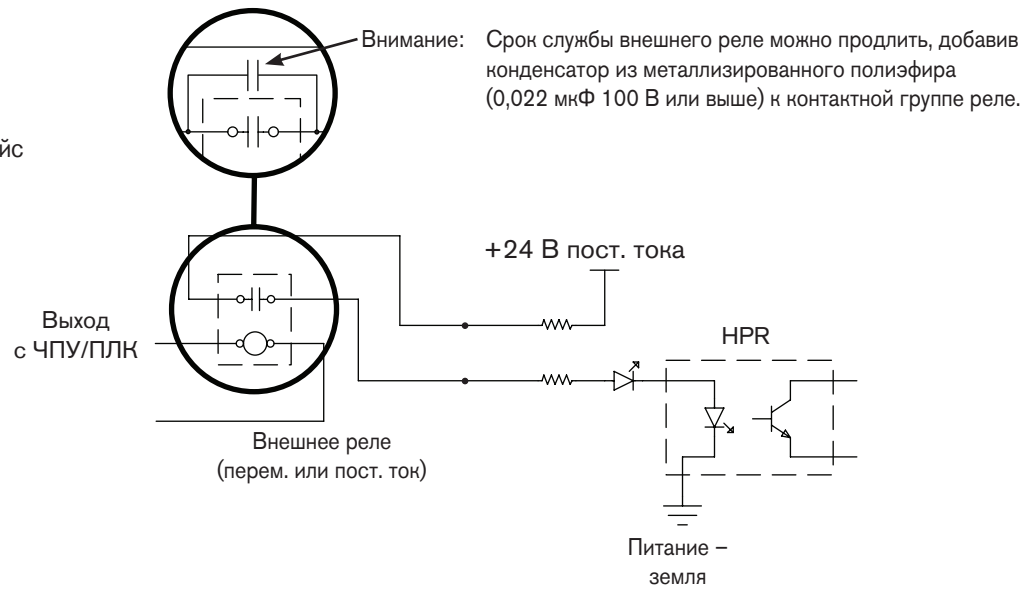 Внимание: Срок службы внешнего реле можно продлить, добавив
конденсатор из металлизированного полиэфира
(0,022 мкФ 100 В или выше) к контактной группе реле.
йс
+24 В пост. тока
Выход
с ЧПУ/ПЛК
HPR
Внешнее реле
(перем. или пост. ток)
Питание –
земля